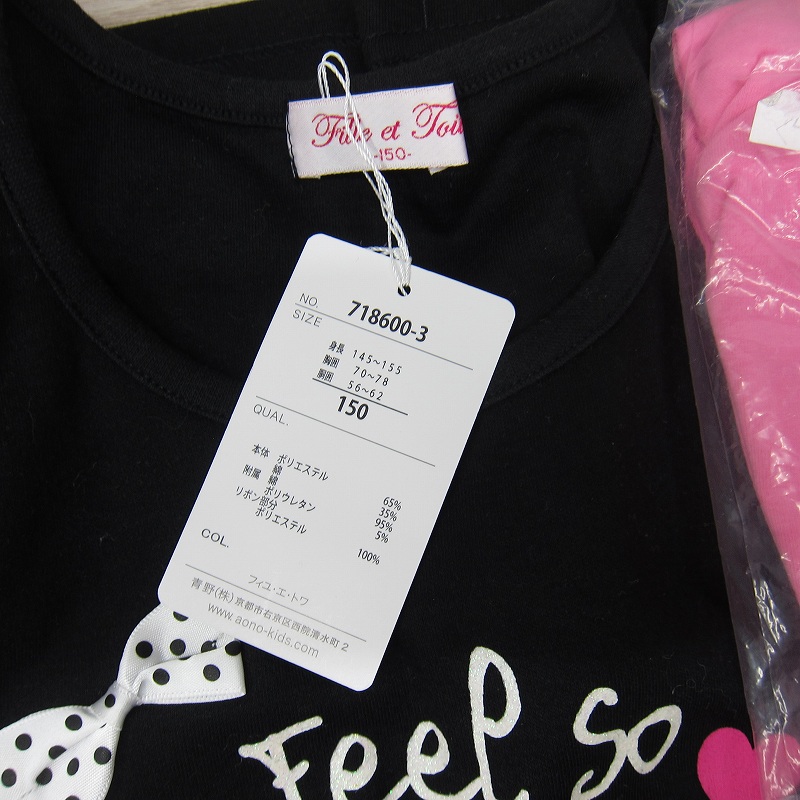 Fille et Toi
-150-
NO. 718600-3
SIZE
身長 145~155
胸囲 70~78
胴囲 56~62
150
QUAL.
本体 ポリエステル 65%
綿 35%
附属 綿 95%
ポリウレタン 5%
リボン部分
ポリエステル 100%
COL.
フィユ・エ・トワ
青野(株)京都市右京区西院清水町2
www.aono-kids.com
Feel So